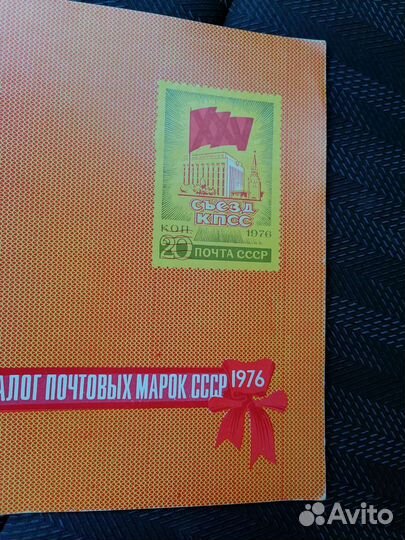 XXV
СЪЕЗД
КПСС
КОП. 1976
20 ПОЧТА СССР
АЛОГ ПОЧТОВЫХ МАРОК СССР 1976
Avito